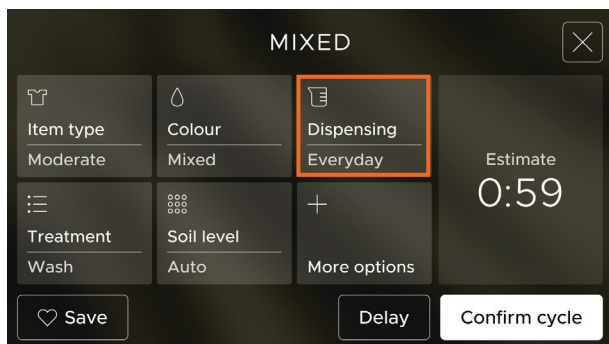 MIXED
Item type
Moderate
Colour
Mixed
Dispensing
Everyday
Estimate
0:59
Treatment
Wash
Soil level
Auto
More options
Save
Delay
Confirm cycle